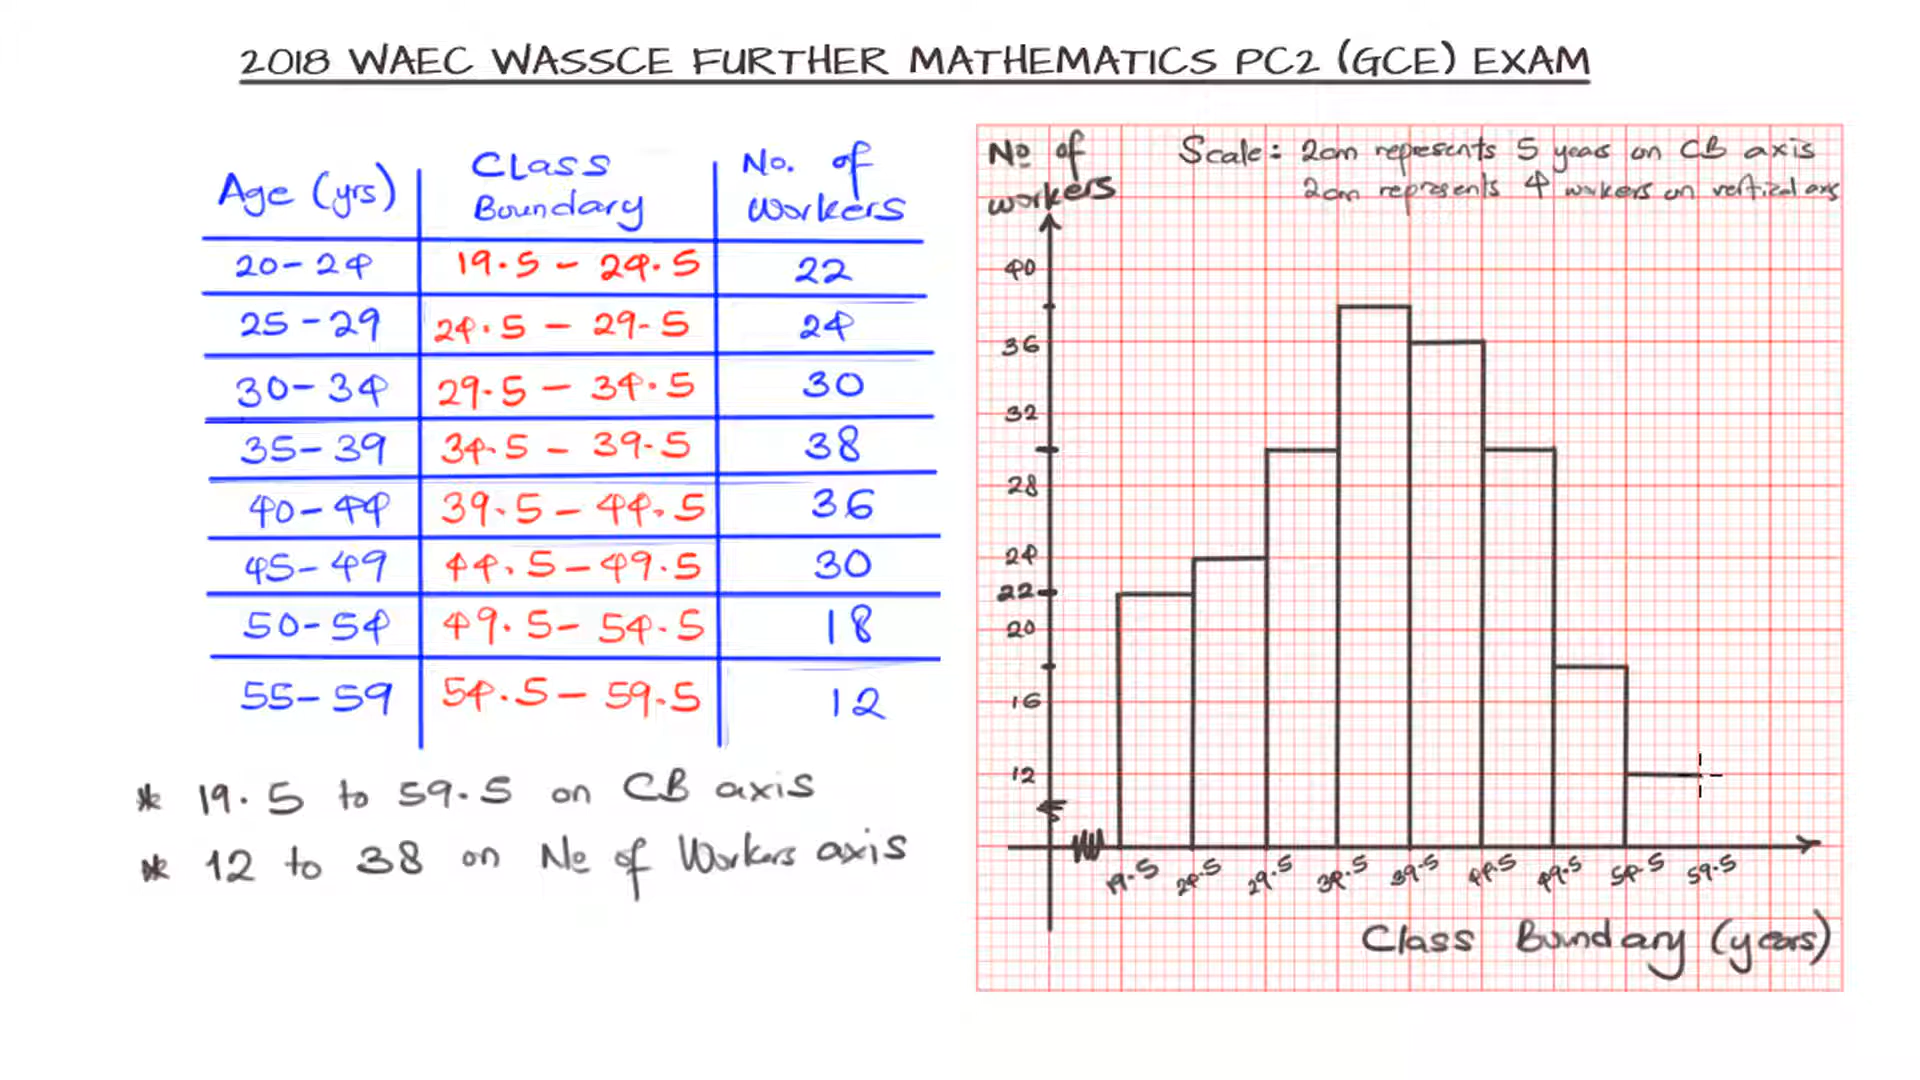 2018 WAEC WASSCE FURTHER MATHEMATICS PC2 (GCE) EXAM
Age (yrs) Class Boundary No. of Workers
20-24 19.5 - 24.5 22
25-29 24.5 - 29.5 24
30-34 29.5 - 34.5 30
35-39 34.5 - 39.5 38
40-44 39.5 - 44.5 36
45-49 44.5 - 49.5 30
50-54 49.5 - 54.5 18
55-59 54.5 - 59.5 12
* 19.5 to 59.5 on CB axis
* 12 to 38 on No of Workers axis
No of workers
Scale: 2cm represents 5 years on CB axis
2cm represents 4 workers on vertical axis
40
36
32
28
24
22
20
16
12
19.5 24.5 29.5 34.5 39.5 44.5 49.5 54.5 59.5
Class Boundary (years)